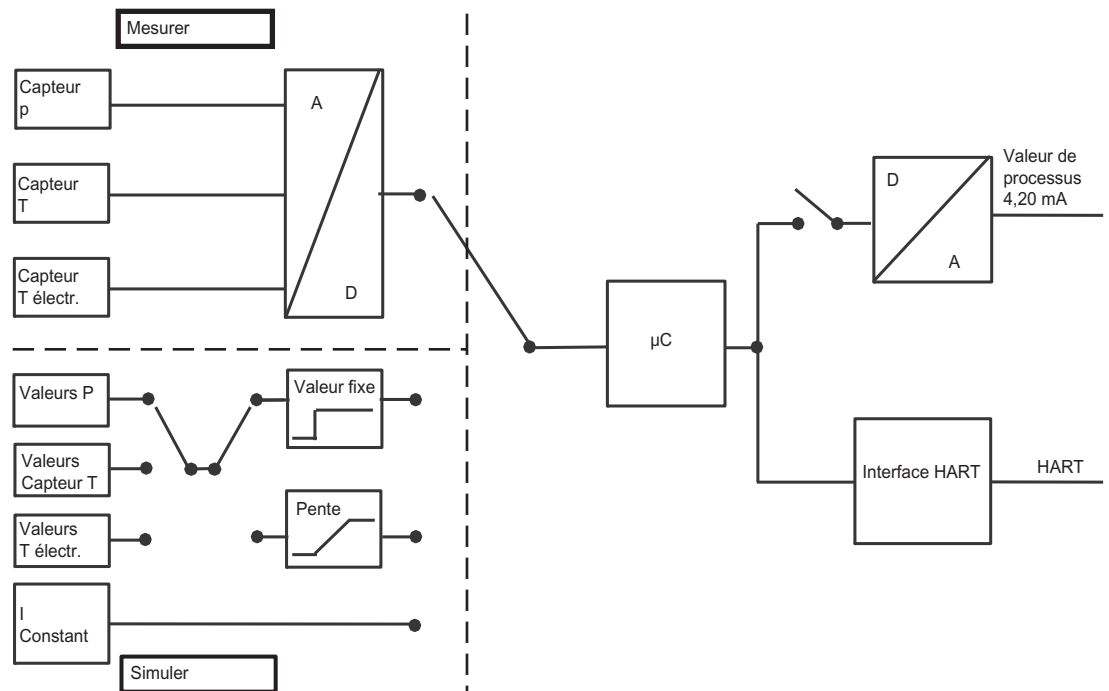 Mesurer
Capteur
p
A
Capteur
T
Capteur
T électr.
D
Valeurs P
Valeur fixe
Valeurs
Capteur T
Pente
Valeurs
T électr.
I
Constant
Simuler
µC
D
A
Valeur de
processus
4,20 mA
Interface HART
HART